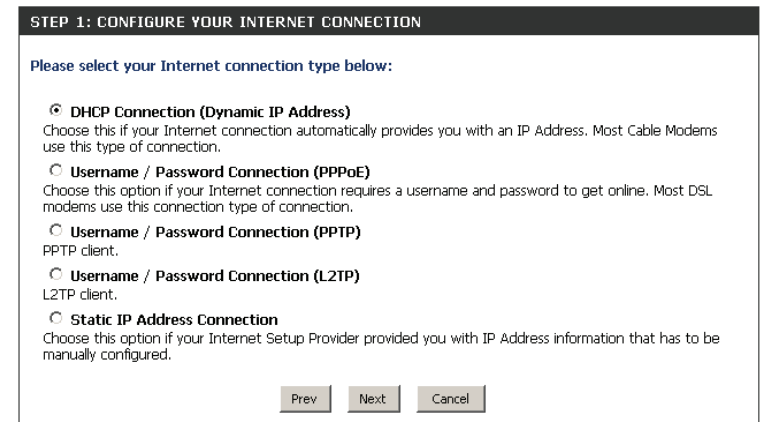 STEP 1: CONFIGURE YOUR INTERNET CONNECTION
Please select your Internet connection type below:
DHCP Connection (Dynamic IP Address)
Choose this if your Internet connection automatically provides you with an IP Address. Most Cable Modems
use this type of connection.
Username / Password Connection (PPPoE)
Choose this option if your Internet connection requires a username and password to get online. Most DSL
modems use this connection type of connection.
Username / Password Connection (PPTP)
PPTP client.
Username / Password Connection (L2TP)
L2TP client.
Static IP Address Connection
Choose this option if your Internet Setup Provider provided you with IP Address information that has to be
manually configured.
Prev Next Cancel